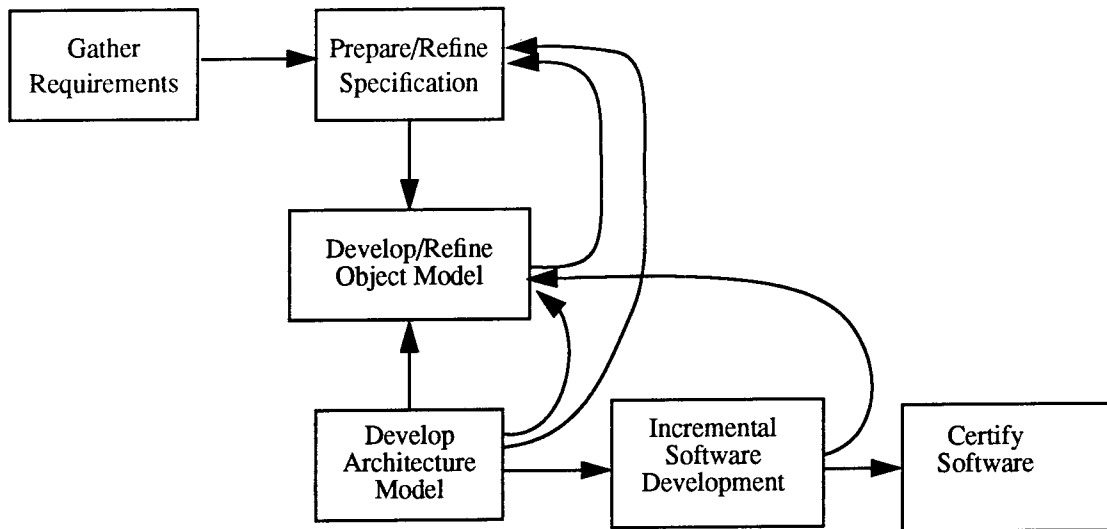 Gather
Requirements
Prepare/Refine
Specification
Develop/Refine
Object Model
Develop
Architecture
Model
Incremental
Software
Development
Certify
Software